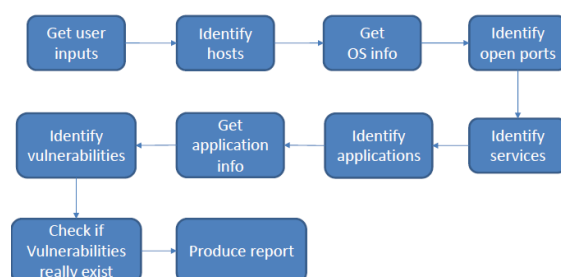 Get user
inputs
Identify
hosts
Get
OS info
Identify
open ports
Identify
services
Identify
applications
Get
application
info
Identify
vulnerabilities
Check if
Vulnerabilities
really exist
Produce report